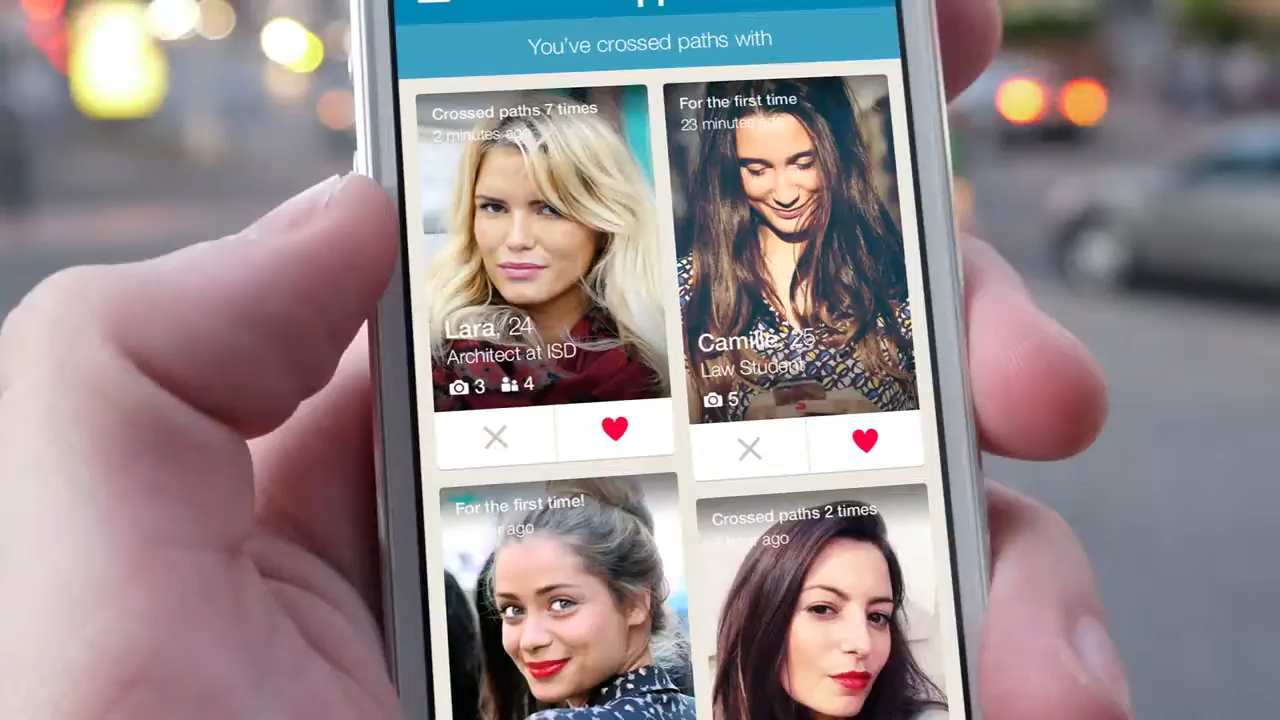 You've crossed paths with
Crossed paths 7 times
2 minutes ago
For the first time
23 minutes ago
Lara, 24
Architect at ISD
3 4
Camille, 25
Law Student
5
For the first time!
ago
Crossed paths 2 times
hour ago